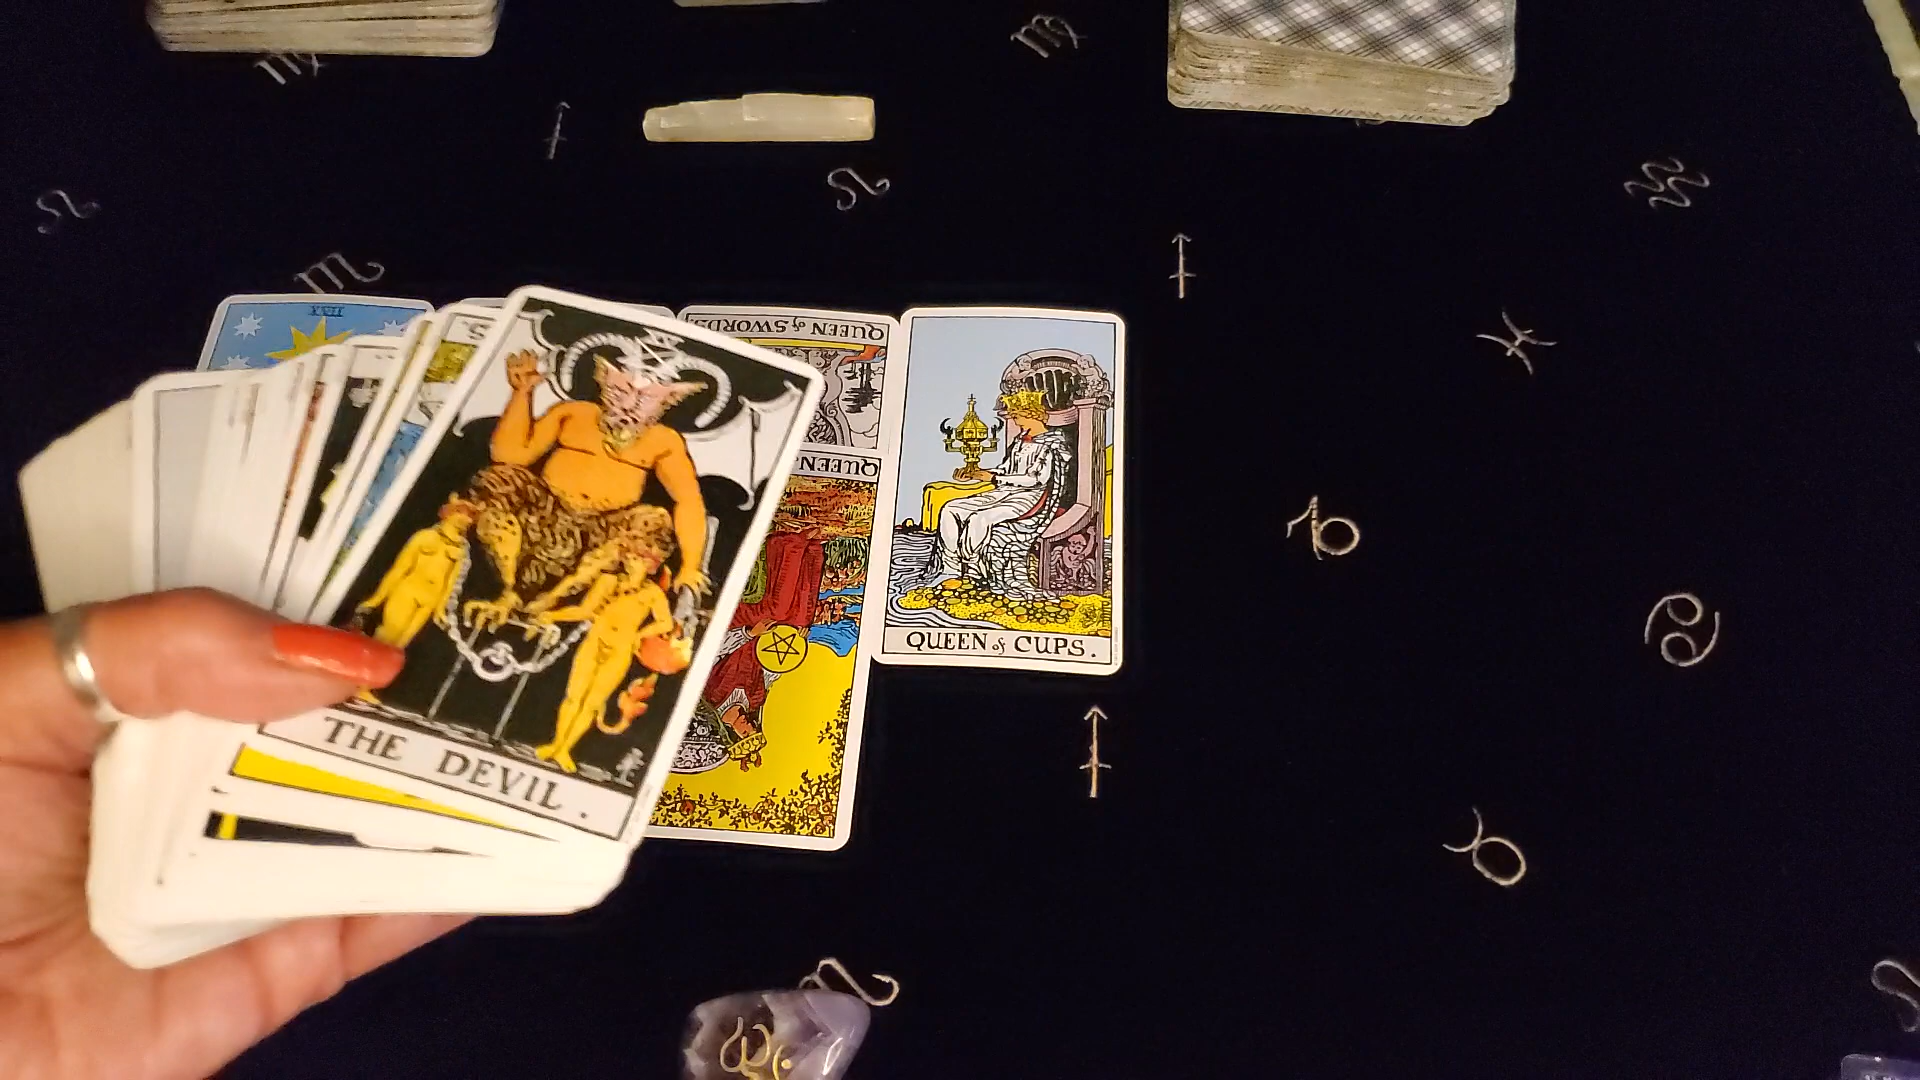 QUEEN of SWORDS.
QUEEN
QUEEN of CUPS.
THE DEVIL.